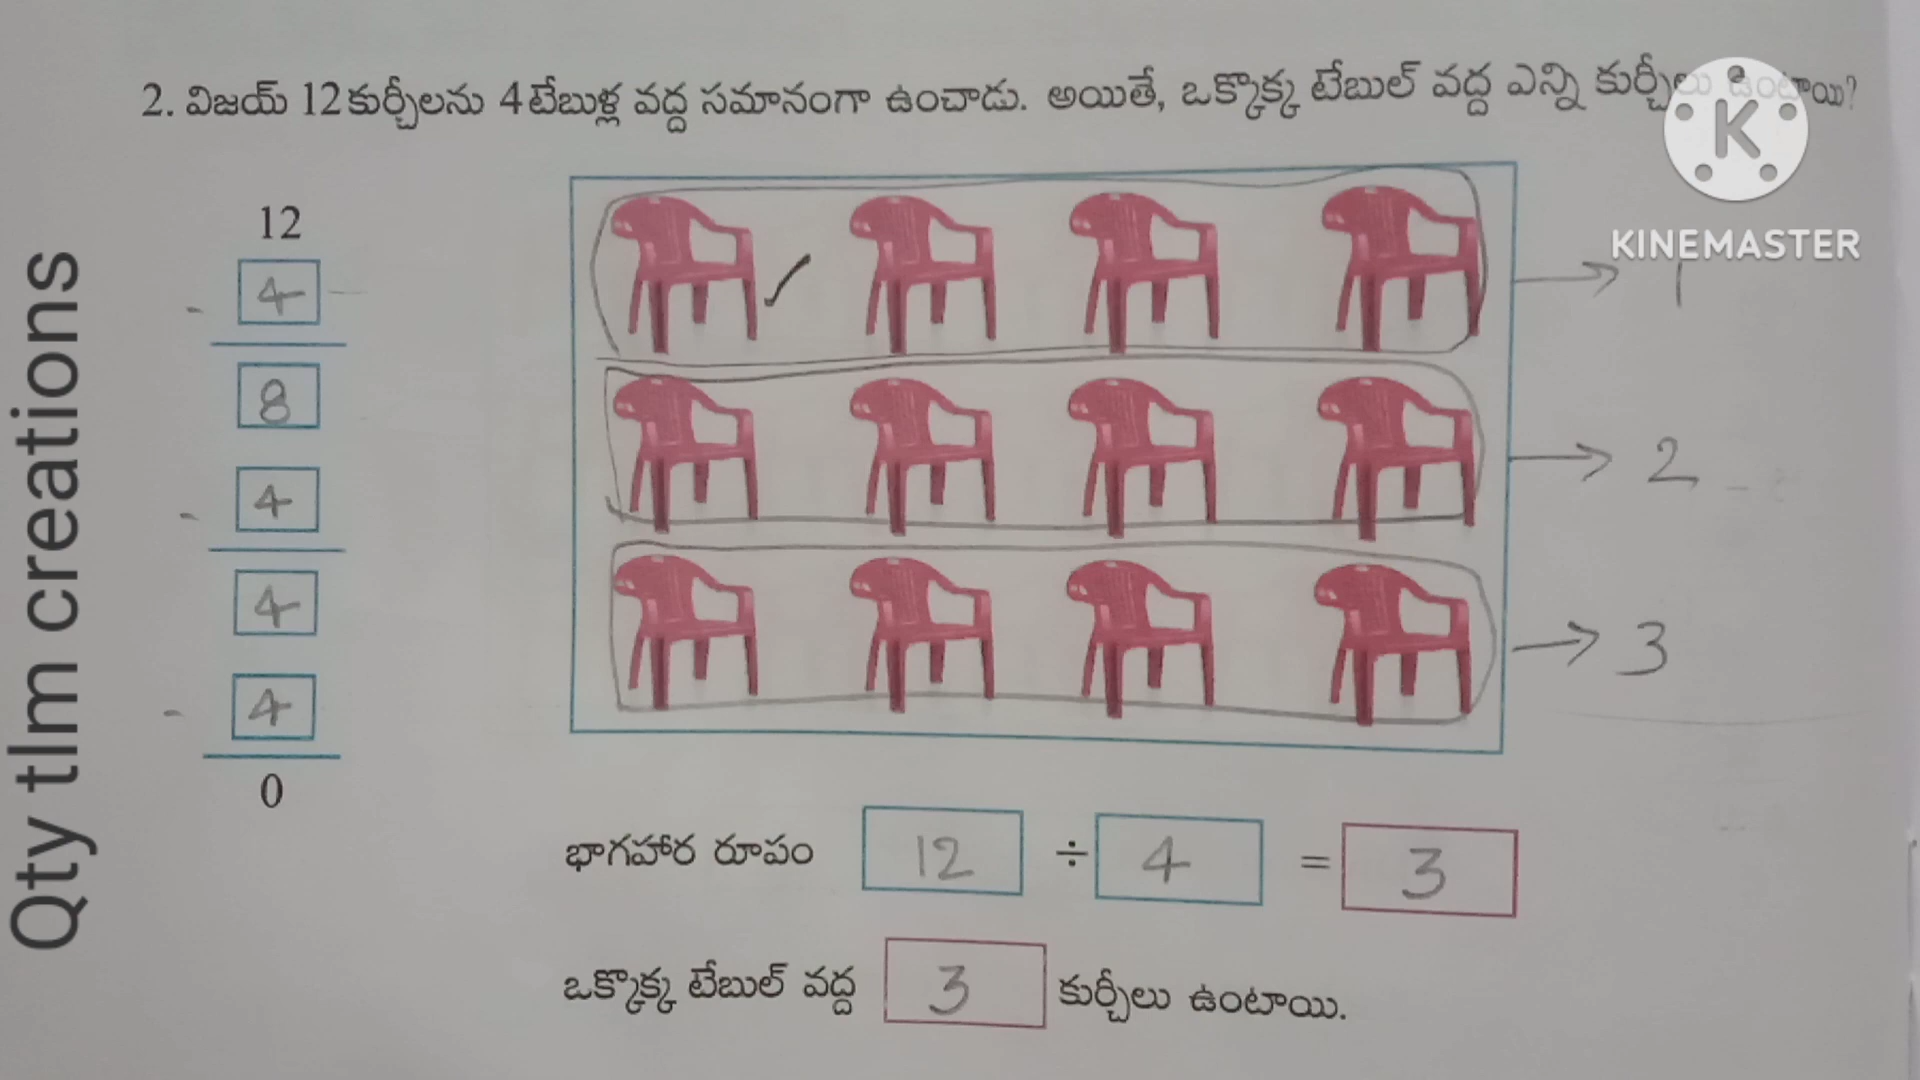 2. విజయ్ 12 కుర్చీలను 4 టేబుళ్ల వద్ద సమానంగా ఉంచాడు. అయితే, ఒక్కొక్క టేబుల్ వద్ద ఎన్ని కుర్చీలు ఉంటాయి?
K
KINEMASTER
Qty tlm creations
12
- 4
8
- 4
4
- 4
0
→ 1
→ 2
→ 3
భాగహార రూపం 12 ÷ 4 = 3
ఒక్కొక్క టేబుల్ వద్ద 3 కుర్చీలు ఉంటాయి.